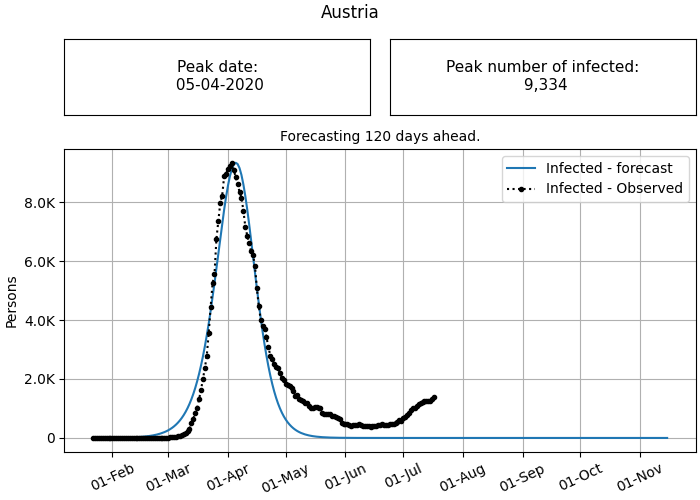 Austria
Peak date:
05-04-2020
Peak number of infected:
9,334
Forecasting 120 days ahead.
Infected - forecast
Infected - Observed
8.0K
6.0K
4.0K
2.0K
0
Persons
01-Feb
01-Mar
01-Apr
01-May
01-Jun
01-Jul
01-Aug
01-Sep
01-Oct
01-Nov